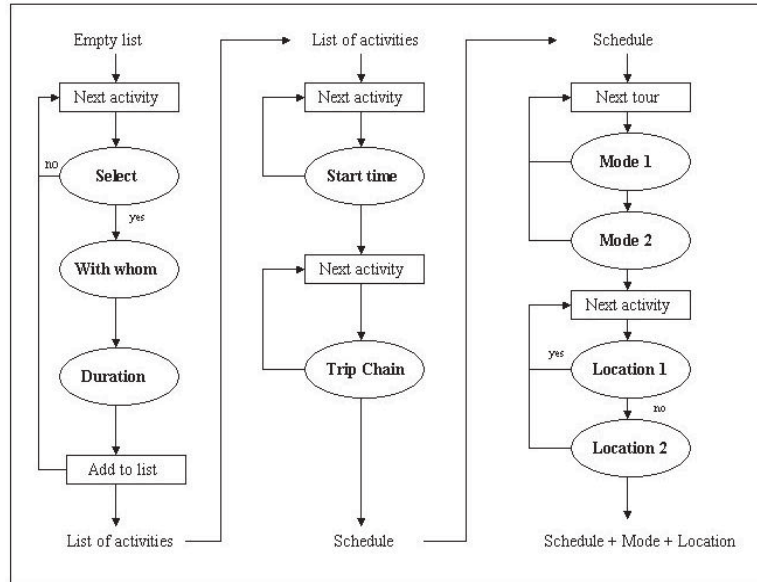 Empty list
Next activity
no
Select
yes
With whom
Duration
Add to list
List of activities
List of activities
Next activity
Start time
Next activity
Trip Chain
Schedule
Schedule
Next tour
Mode 1
Mode 2
Next activity
yes
Location 1
no
Location 2
Schedule + Mode + Location